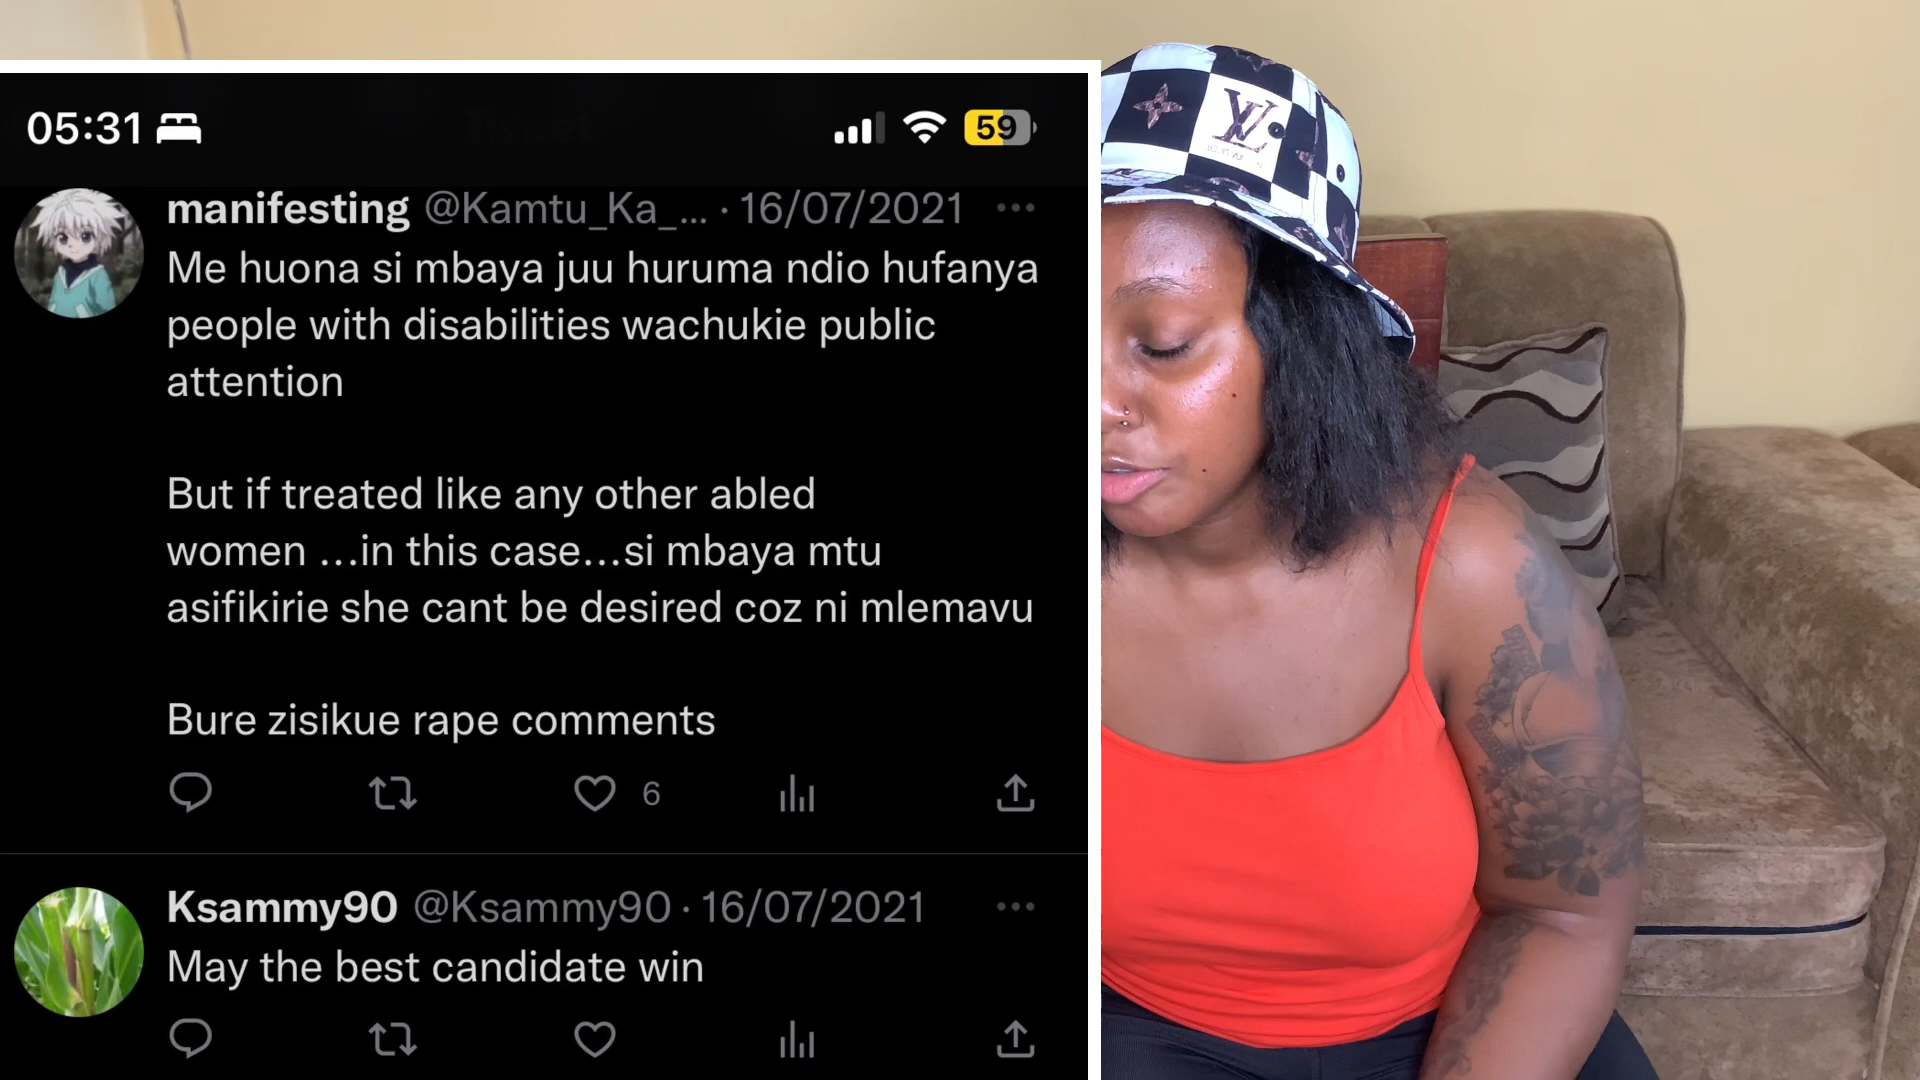 05:31
59
manifesting @Kamtu_Ka_... · 16/07/2021
Me huona si mbaya juu huruma ndio hufanya
people with disabilities wachukie public
attention
But if treated like any other abled
women ...in this case...si mbaya mtu
asifikirie she cant be desired coz ni mlemavu
Bure zisikue rape comments
6
Ksammy90 @Ksammy90 · 16/07/2021
May the best candidate win
LV